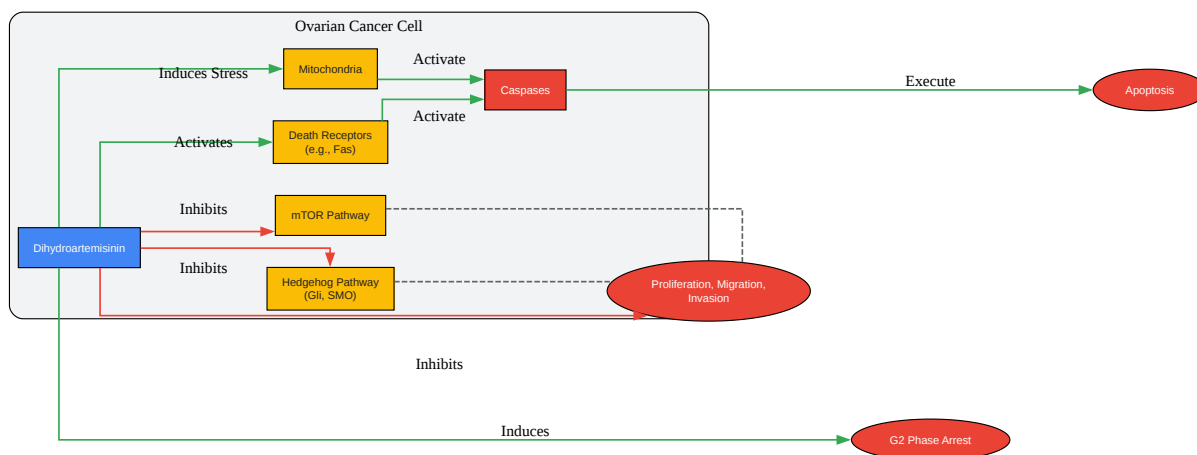 Ovarian Cancer Cell
Induces Stress
Mitochondria
Activate
Caspases
Execute
Apoptosis
Activates
Death Receptors
(e.g., Fas)
Activate
Inhibits
mTOR Pathway
Dihydroartemisinin
Inhibits
Hedgehog Pathway
(Gli, SMO)
Proliferation, Migration,
Invasion
Inhibits
Induces
G2 Phase Arrest